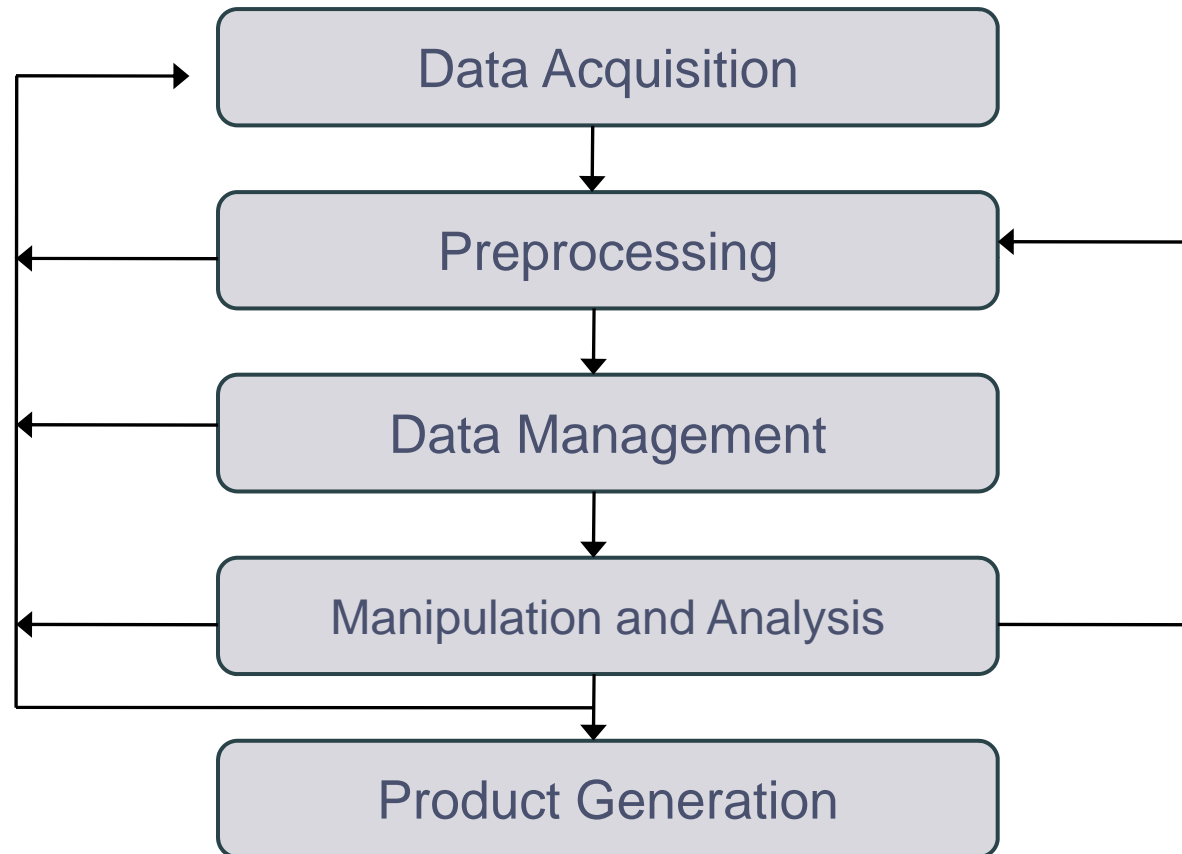 Data Acquisition
Preprocessing
Data Management
Manipulation and Analysis
Product Generation